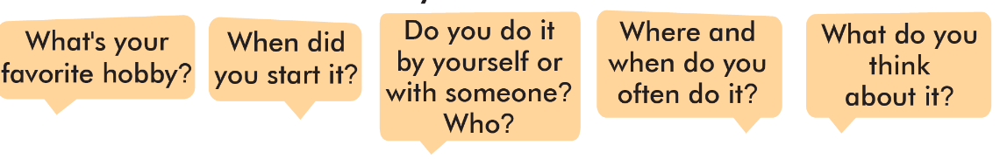 What's your
favorite hobby?
When did
you start it?
Do you do it
by yourself or
with someone?
Who?
Where and
when do you
often do it?
What do you
think
about it?